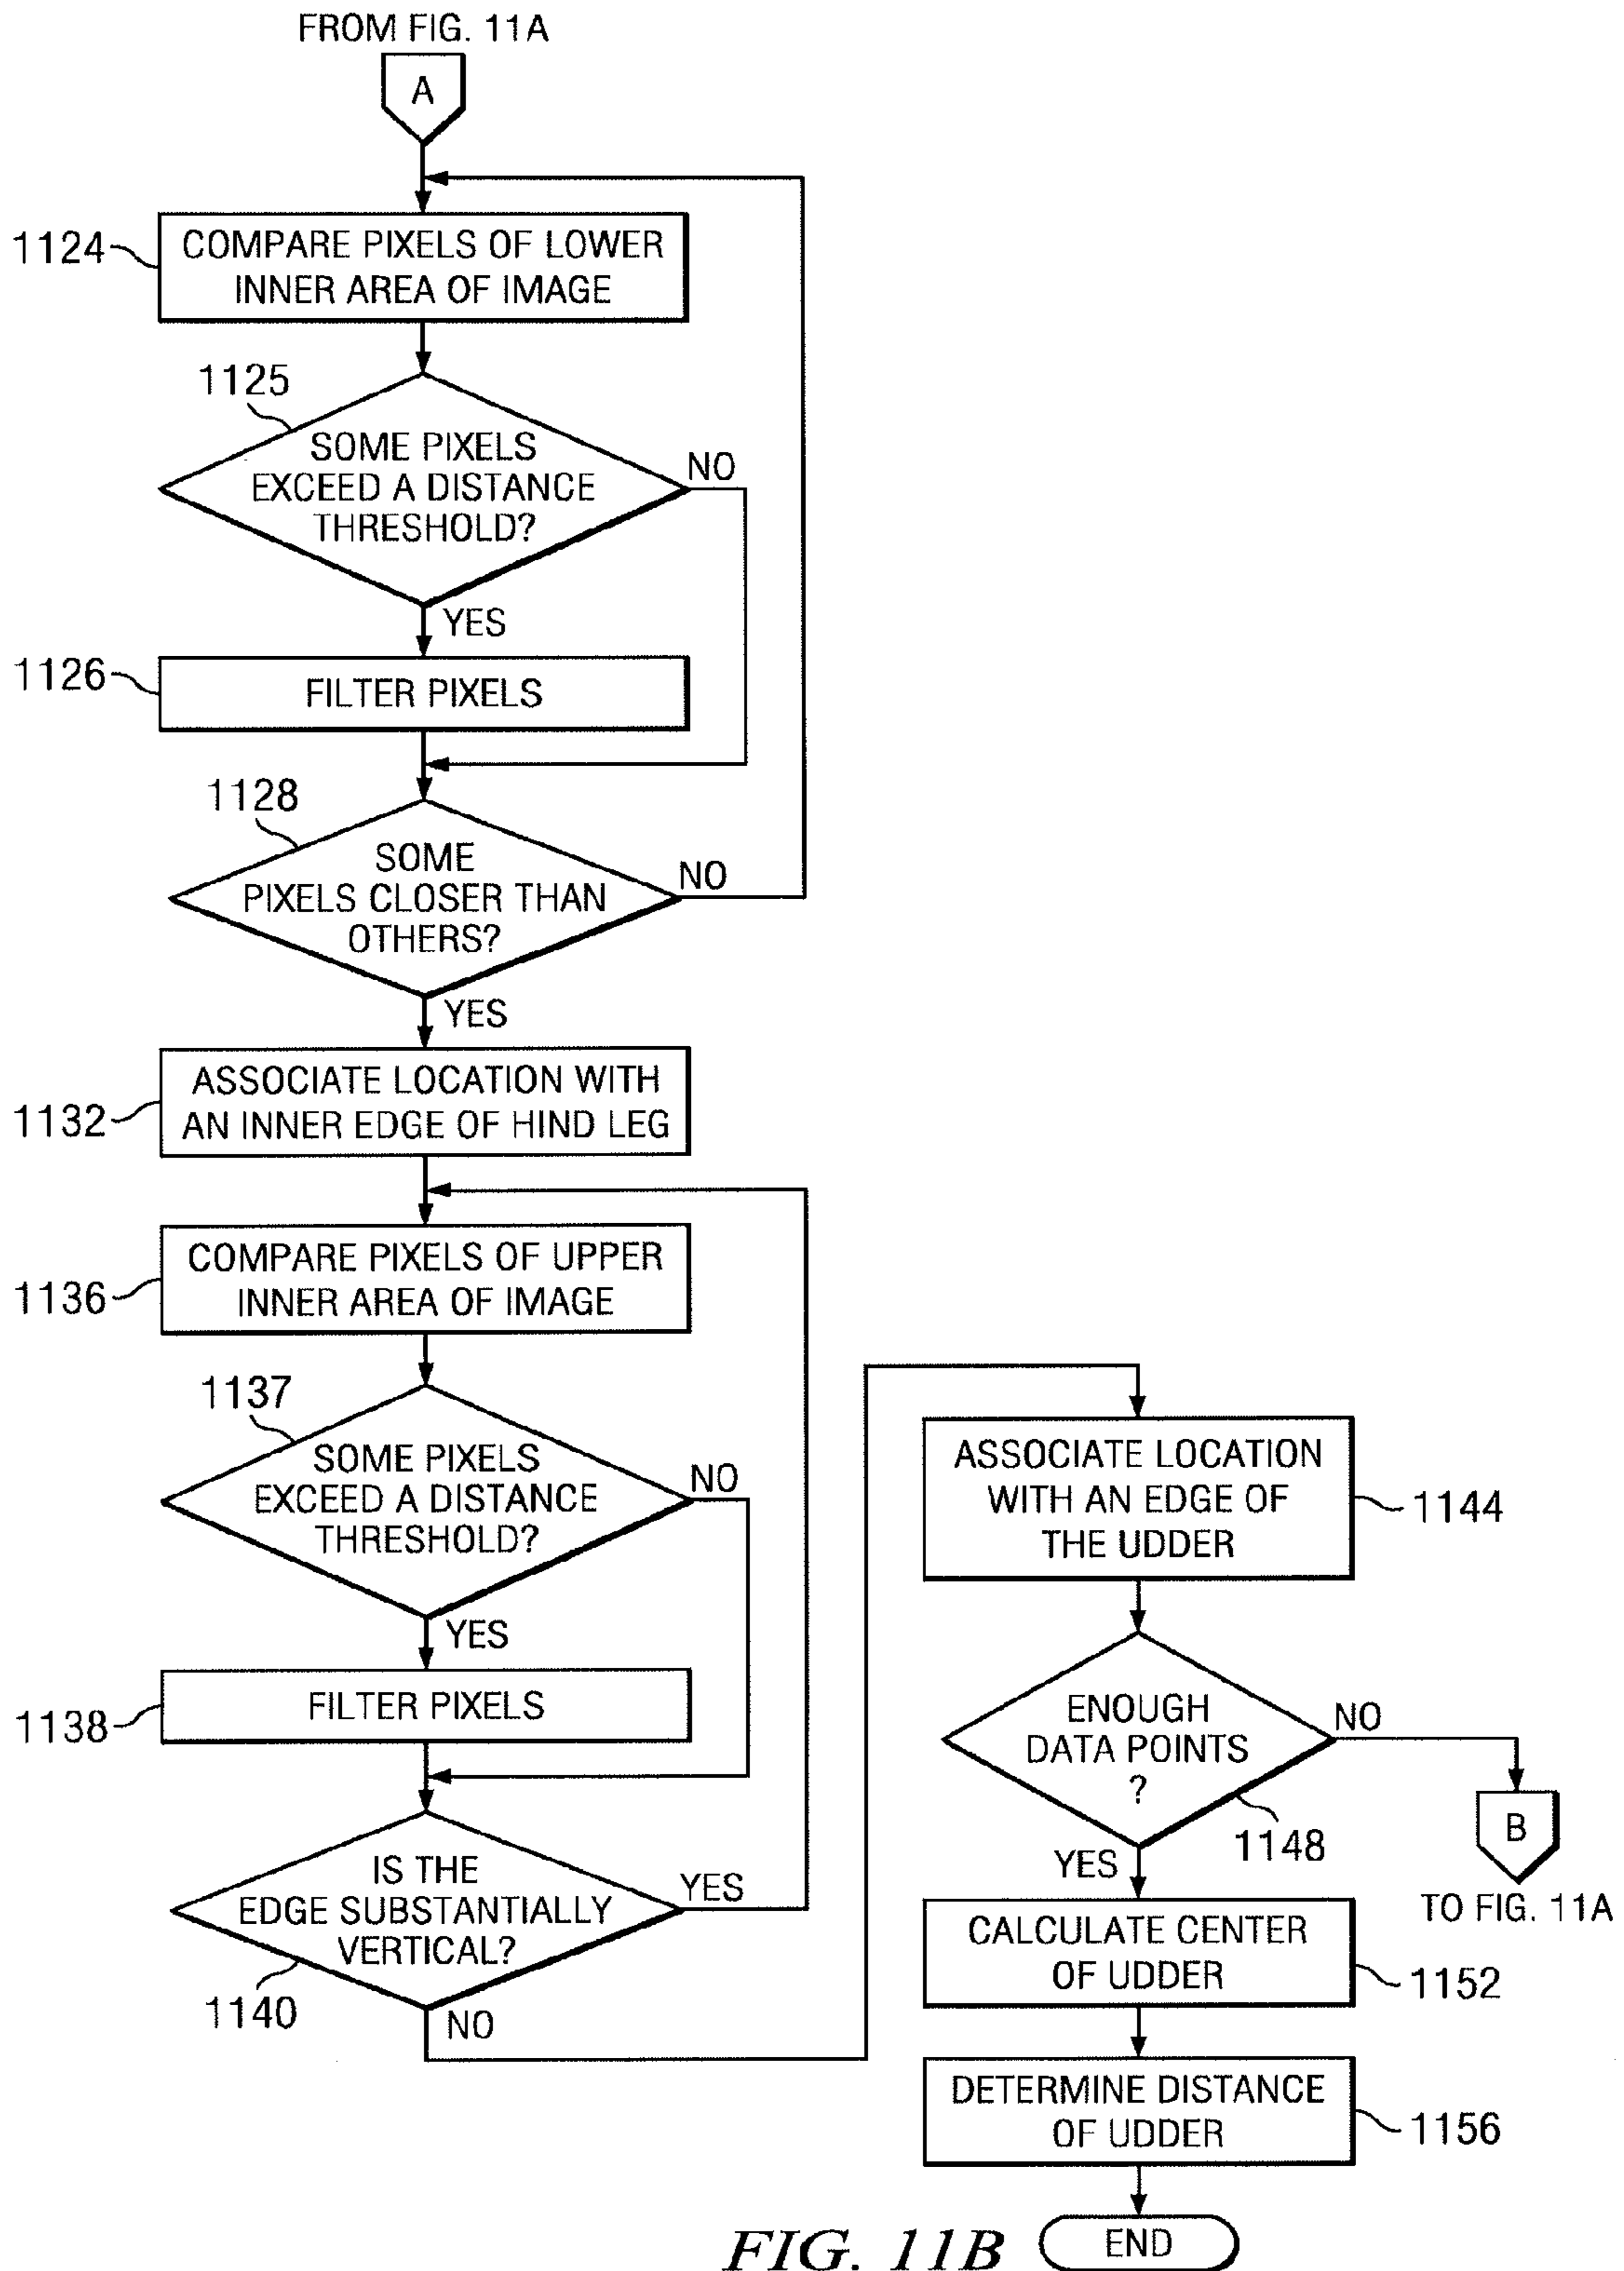 FROM FIG. 11A
A
1124
COMPARE PIXELS OF LOWER
INNER AREA OF IMAGE
1125
SOME PIXELS
EXCEED A DISTANCE
THRESHOLD?
NO
YES
1126
FILTER PIXELS
1128
SOME
PIXELS CLOSER THAN
OTHERS?
NO
YES
1132
ASSOCIATE LOCATION WITH
AN INNER EDGE OF HIND LEG
1136
COMPARE PIXELS OF UPPER
INNER AREA OF IMAGE
1137
SOME PIXELS
EXCEED A DISTANCE
THRESHOLD?
NO
YES
1138
FILTER PIXELS
IS THE
EDGE SUBSTANTIALLY
VERTICAL?
YES
1140
NO
ASSOCIATE LOCATION
WITH AN EDGE OF
THE UDDER
1144
ENOUGH
DATA POINTS
?
NO
1148
B
TO FIG. 11A
YES
CALCULATE CENTER
OF UDDER
1152
DETERMINE DISTANCE
OF UDDER
1156
END
FIG. 11B